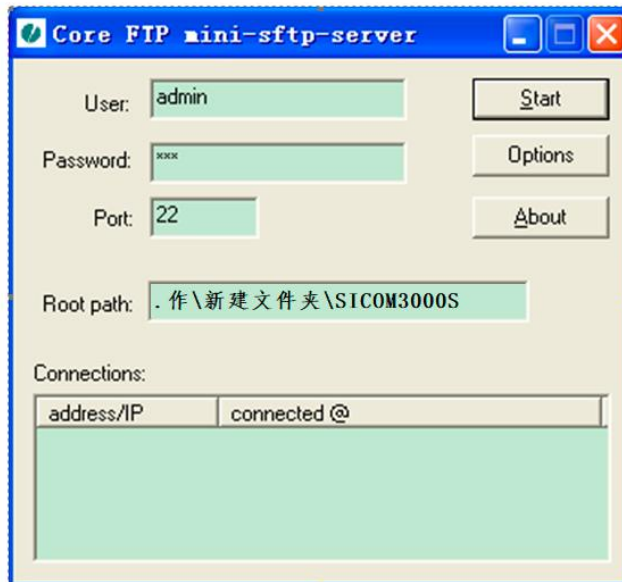 Core FTP mini-sftp-server
User: admin Start
Password: *** Options
Port: 22 About
Root path: .作\新建文件夹\SICOM3000S
Connections:
address/IP connected @